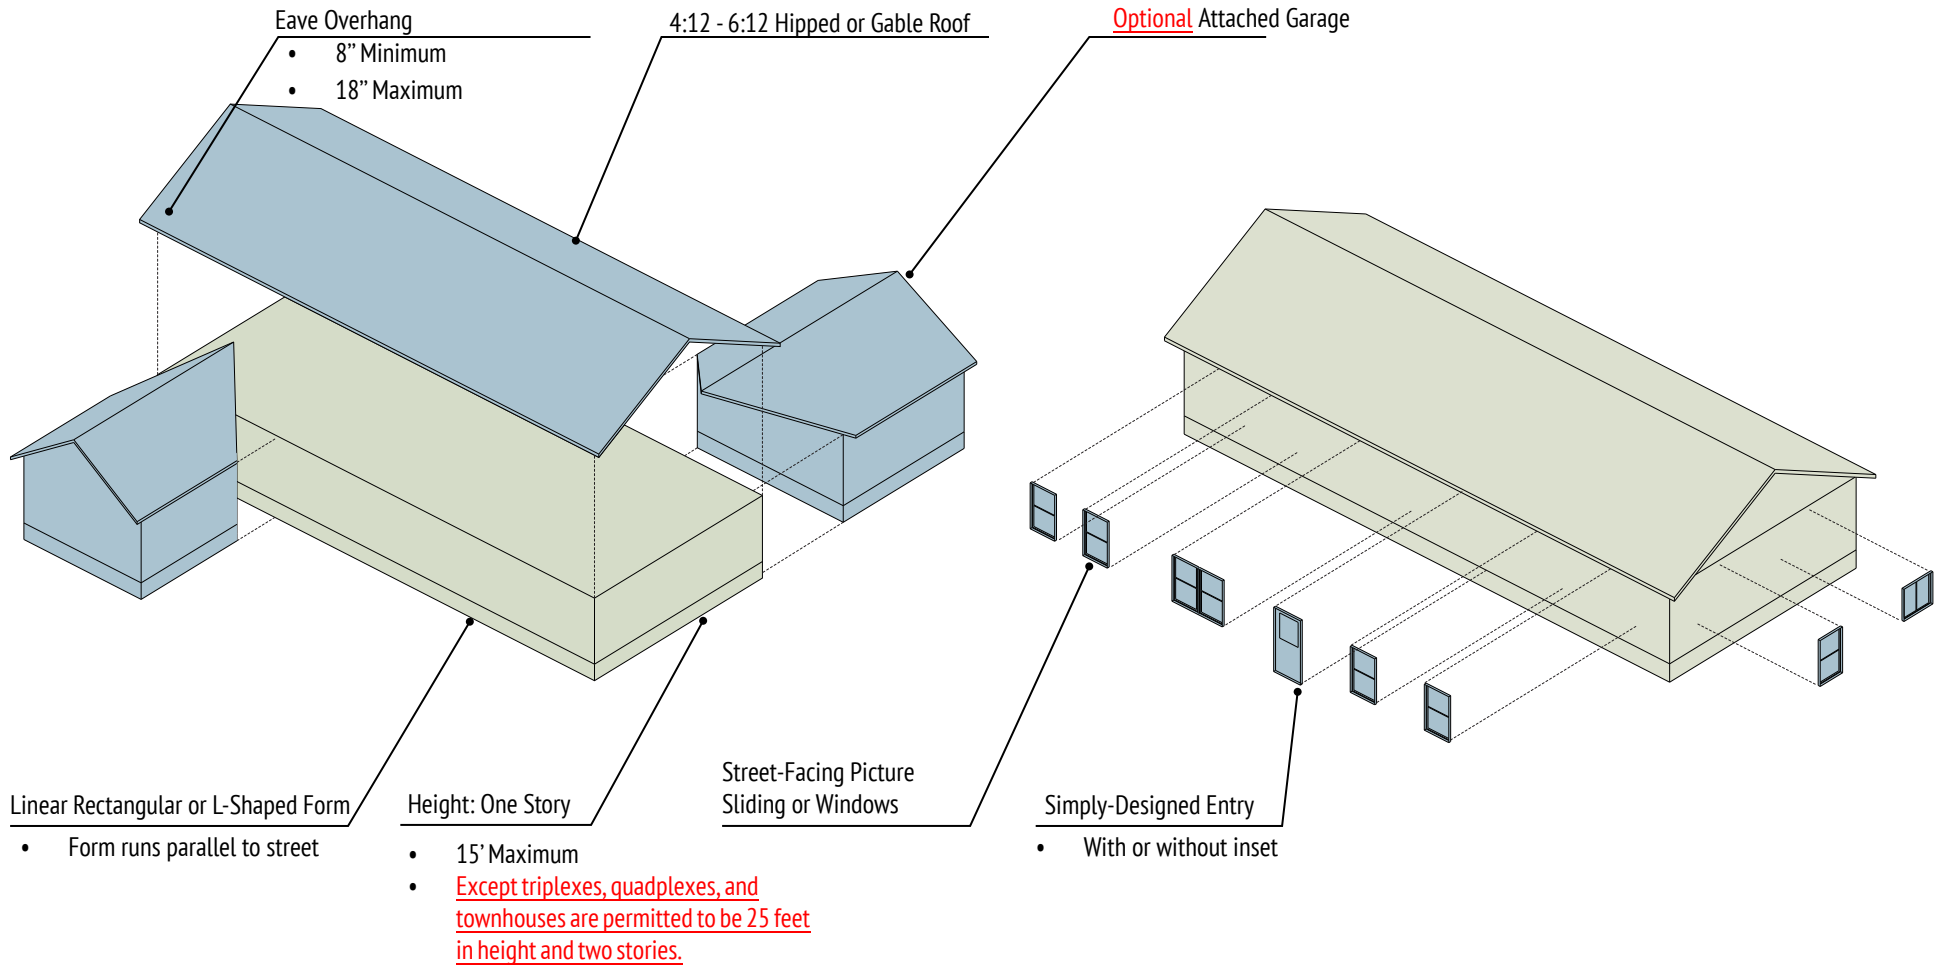 Eave Overhang
• 8” Minimum
• 18” Maximum
4:12 - 6:12 Hipped or Gable Roof
Optional Attached Garage
Linear Rectangular or L-Shaped Form
• Form runs parallel to street
Height: One Story
• 15’ Maximum
• Except triplexes, quadplexes, and
townhouses are permitted to be 25 feet
in height and two stories.
Street-Facing Picture
Sliding or Windows
Simply-Designed Entry
• With or without inset